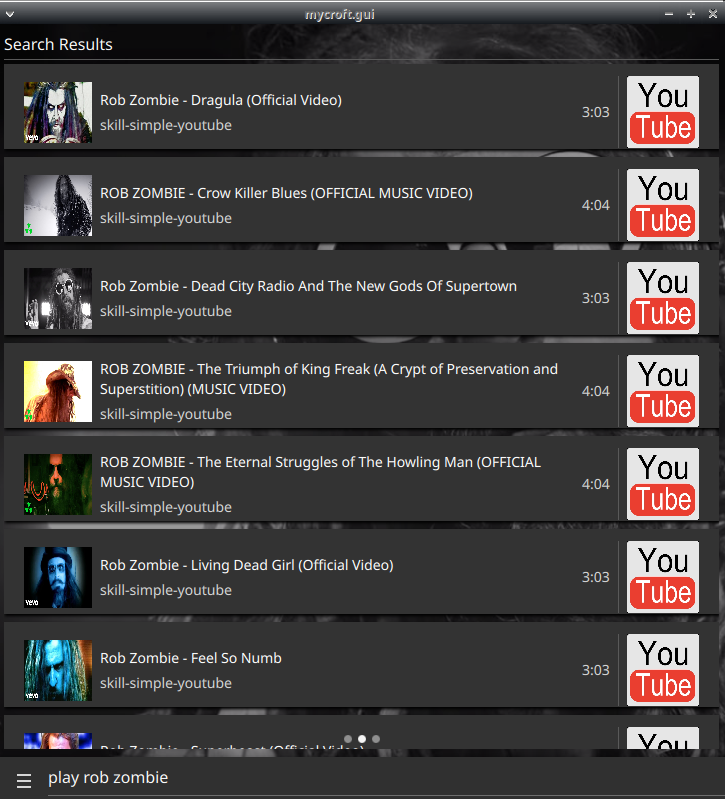 mycroft.gui
Search Results
Rob Zombie - Dragula (Official Video)
skill-simple-youtube
3:03
You
Tube
ROB ZOMBIE - Crow Killer Blues (OFFICIAL MUSIC VIDEO)
skill-simple-youtube
4:04
You
Tube
Rob Zombie - Dead City Radio And The New Gods Of Supertown
skill-simple-youtube
3:03
You
Tube
ROB ZOMBIE - The Triumph of King Freak (A Crypt of Preservation and
Superstition) (MUSIC VIDEO)
skill-simple-youtube
4:04
You
Tube
ROB ZOMBIE - The Eternal Struggles of The Howling Man (OFFICIAL
MUSIC VIDEO)
skill-simple-youtube
4:04
You
Tube
Rob Zombie - Living Dead Girl (Official Video)
skill-simple-youtube
3:03
You
Tube
Rob Zombie - Feel So Numb
skill-simple-youtube
3:03
You
Tube
Rob Zombie - Superbeast (Official Video)
You
play rob zombie